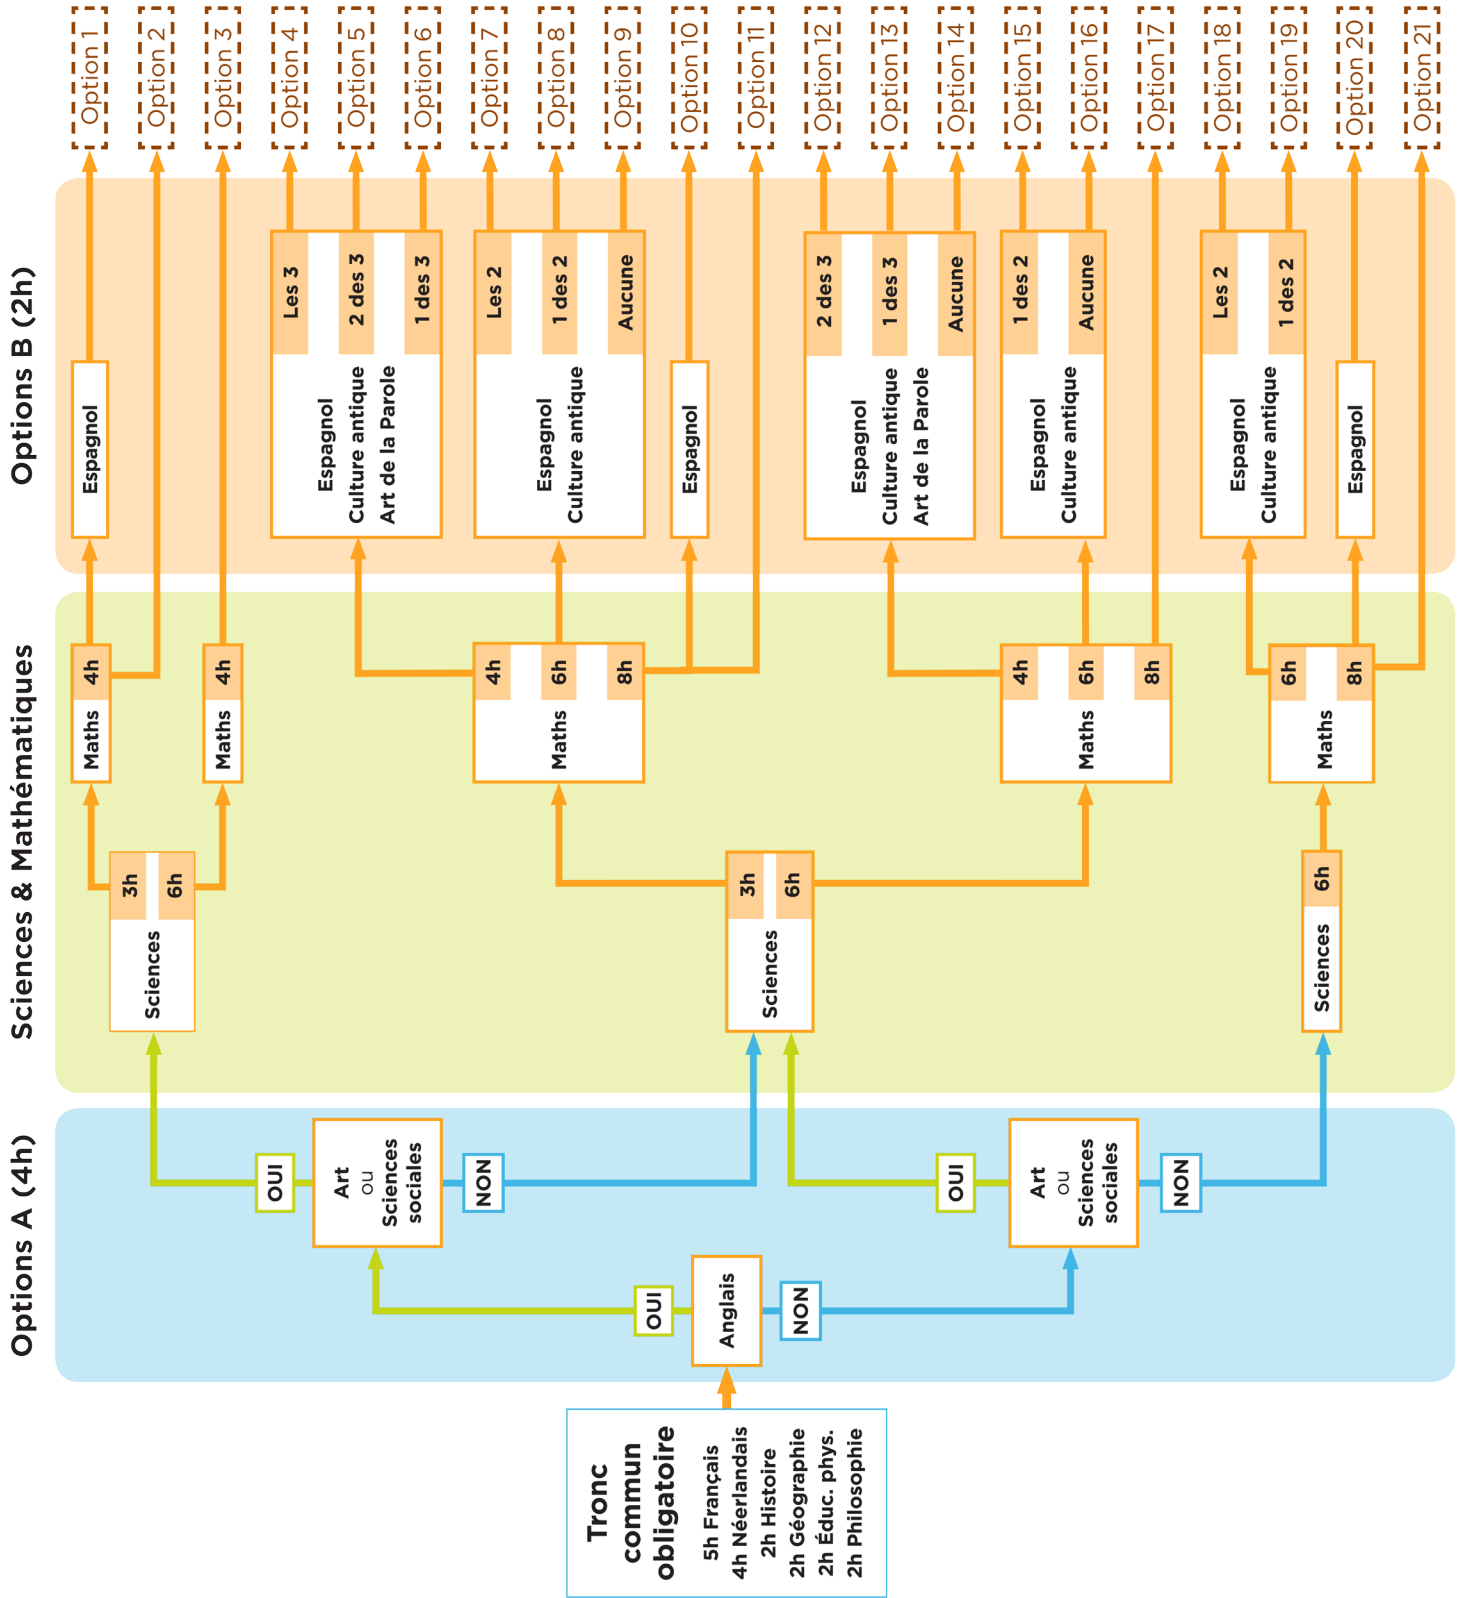 Tronc
commun
obligatoire
5h Français
4h Néerlandais
2h Histoire
2h Géographie
2h Éduc. phys.
2h Philosophie
Options A (4h)
Anglais
OUI
NON
Art
ou
Sciences
sociales
OUI
NON
Art
ou
Sciences
sociales
OUI
NON
Sciences & Mathématiques
Sciences
3h
6h
Maths
4h
Maths
4h
Sciences
3h
6h
Maths
4h
6h
8h
Maths
4h
6h
8h
Sciences
6h
Maths
6h
8h
Options B (2h)
Espagnol
Espagnol
Culture antique
Art de la Parole
Les 3
2 des 3
1 des 3
Espagnol
Culture antique
Les 2
1 des 2
Aucune
Espagnol
Espagnol
Culture antique
Art de la Parole
2 des 3
1 des 3
Aucune
Espagnol
Culture antique
1 des 2
Aucune
Espagnol
Culture antique
Les 2
1 des 2
Espagnol
Option 1
Option 2
Option 3
Option 4
Option 5
Option 6
Option 7
Option 8
Option 9
Option 10
Option 11
Option 12
Option 13
Option 14
Option 15
Option 16
Option 17
Option 18
Option 19
Option 20
Option 21